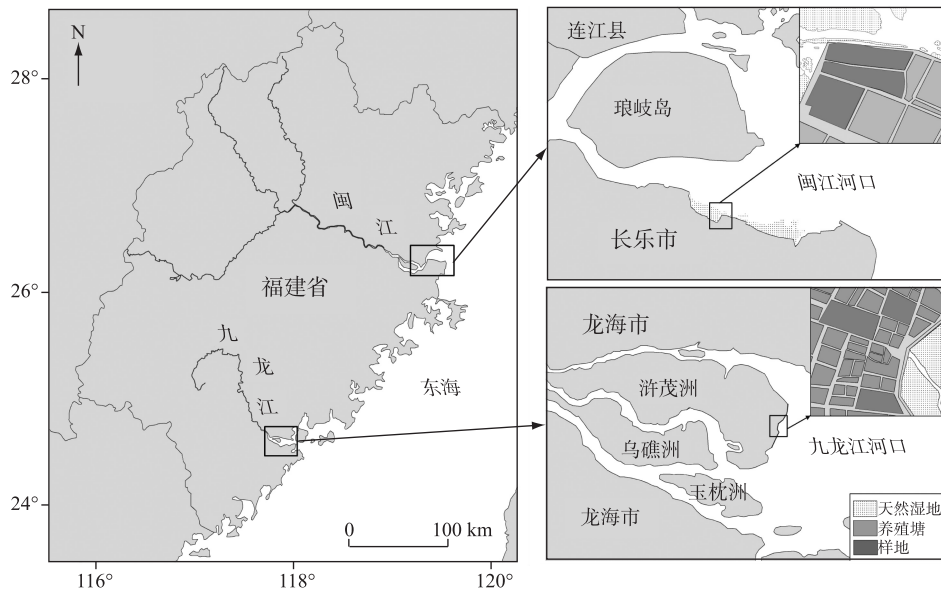 N
28°
26°
24°
116°
118°
120°
闽
江
福建省
九
龙
江
东海
0 100 km
连江县
琅岐岛
闽江河口
长乐市
龙海市
浒茂洲
乌礁洲
九龙江河口
玉枕洲
龙海市
天然湿地
养殖塘
样地